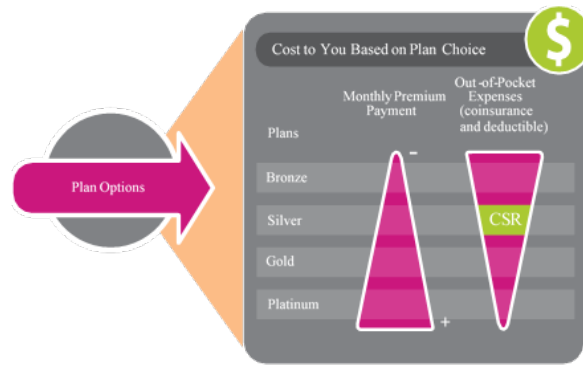 $
Cost to You Based on Plan Choice
Monthly Premium
Payment
Out-of-Pocket
Expenses
(coinsurance
and deductible)
Plans
-
Bronze
Plan Options
Silver
CSR
Gold
Platinum
+